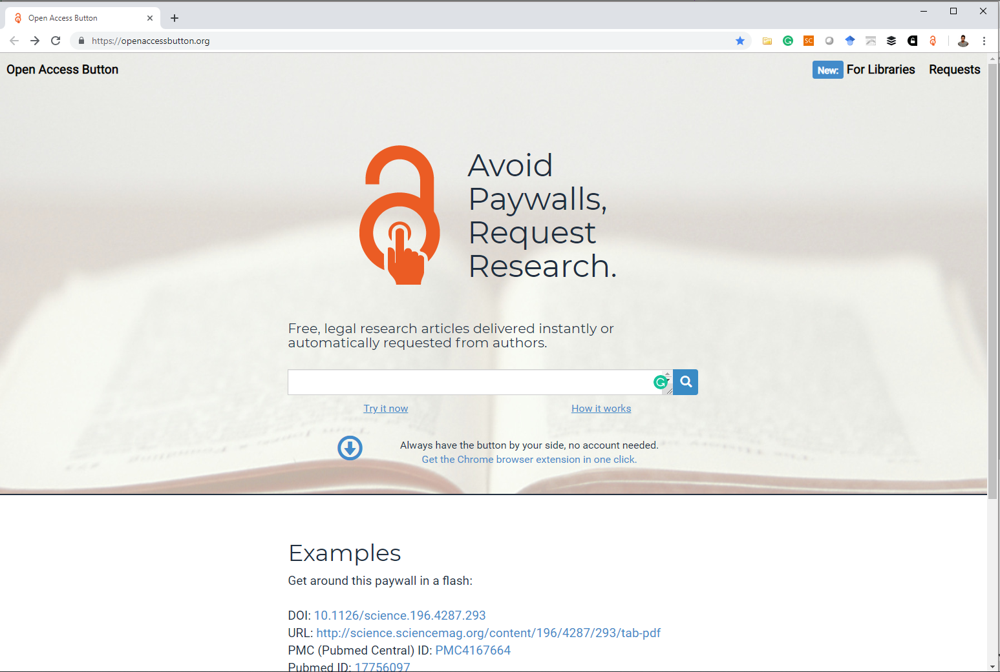 Open Access Button
https://openaccessbutton.org
SC
Open Access Button
New: For Libraries Requests
Avoid
Paywalls,
Request
Research.
Free, legal research articles delivered instantly or
automatically requested from authors.
Try it now How it works
Always have the button by your side, no account needed.
Get the Chrome browser extension in one click.
Examples
Get around this paywall in a flash:
DOI: 10.1126/science.196.4287.293
URL: http://science.sciencemag.org/content/196/4287/293/tab-pdf
PMC (Pubmed Central) ID: PMC4167664
Pubmed ID: 17756097